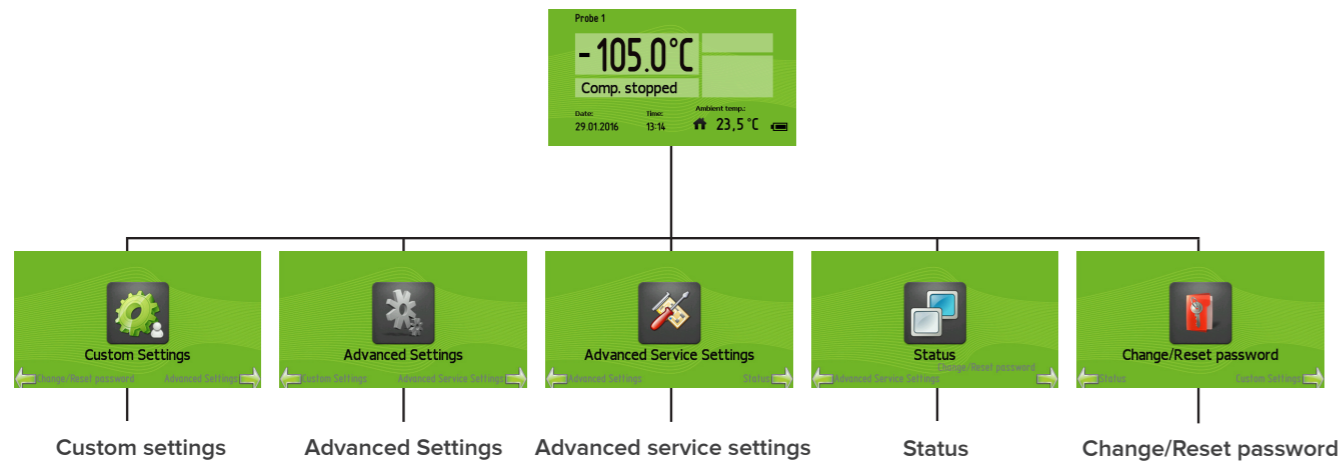 Probe 1
- 105.0°C
Comp. stopped
Date: Time: Ambient temp.:
29.01.2016 13:14 23,5 °C
Custom Settings
Change/Reset password Advanced Settings
Advanced Settings
Custom Settings Advanced Service Settings
Advanced Service Settings
Advanced Settings Status
Status
Change/Reset password
Advanced Service Settings
Change/Reset password
Status Custom Settings
Custom settings
Advanced Settings
Advanced service settings
Status
Change/Reset password